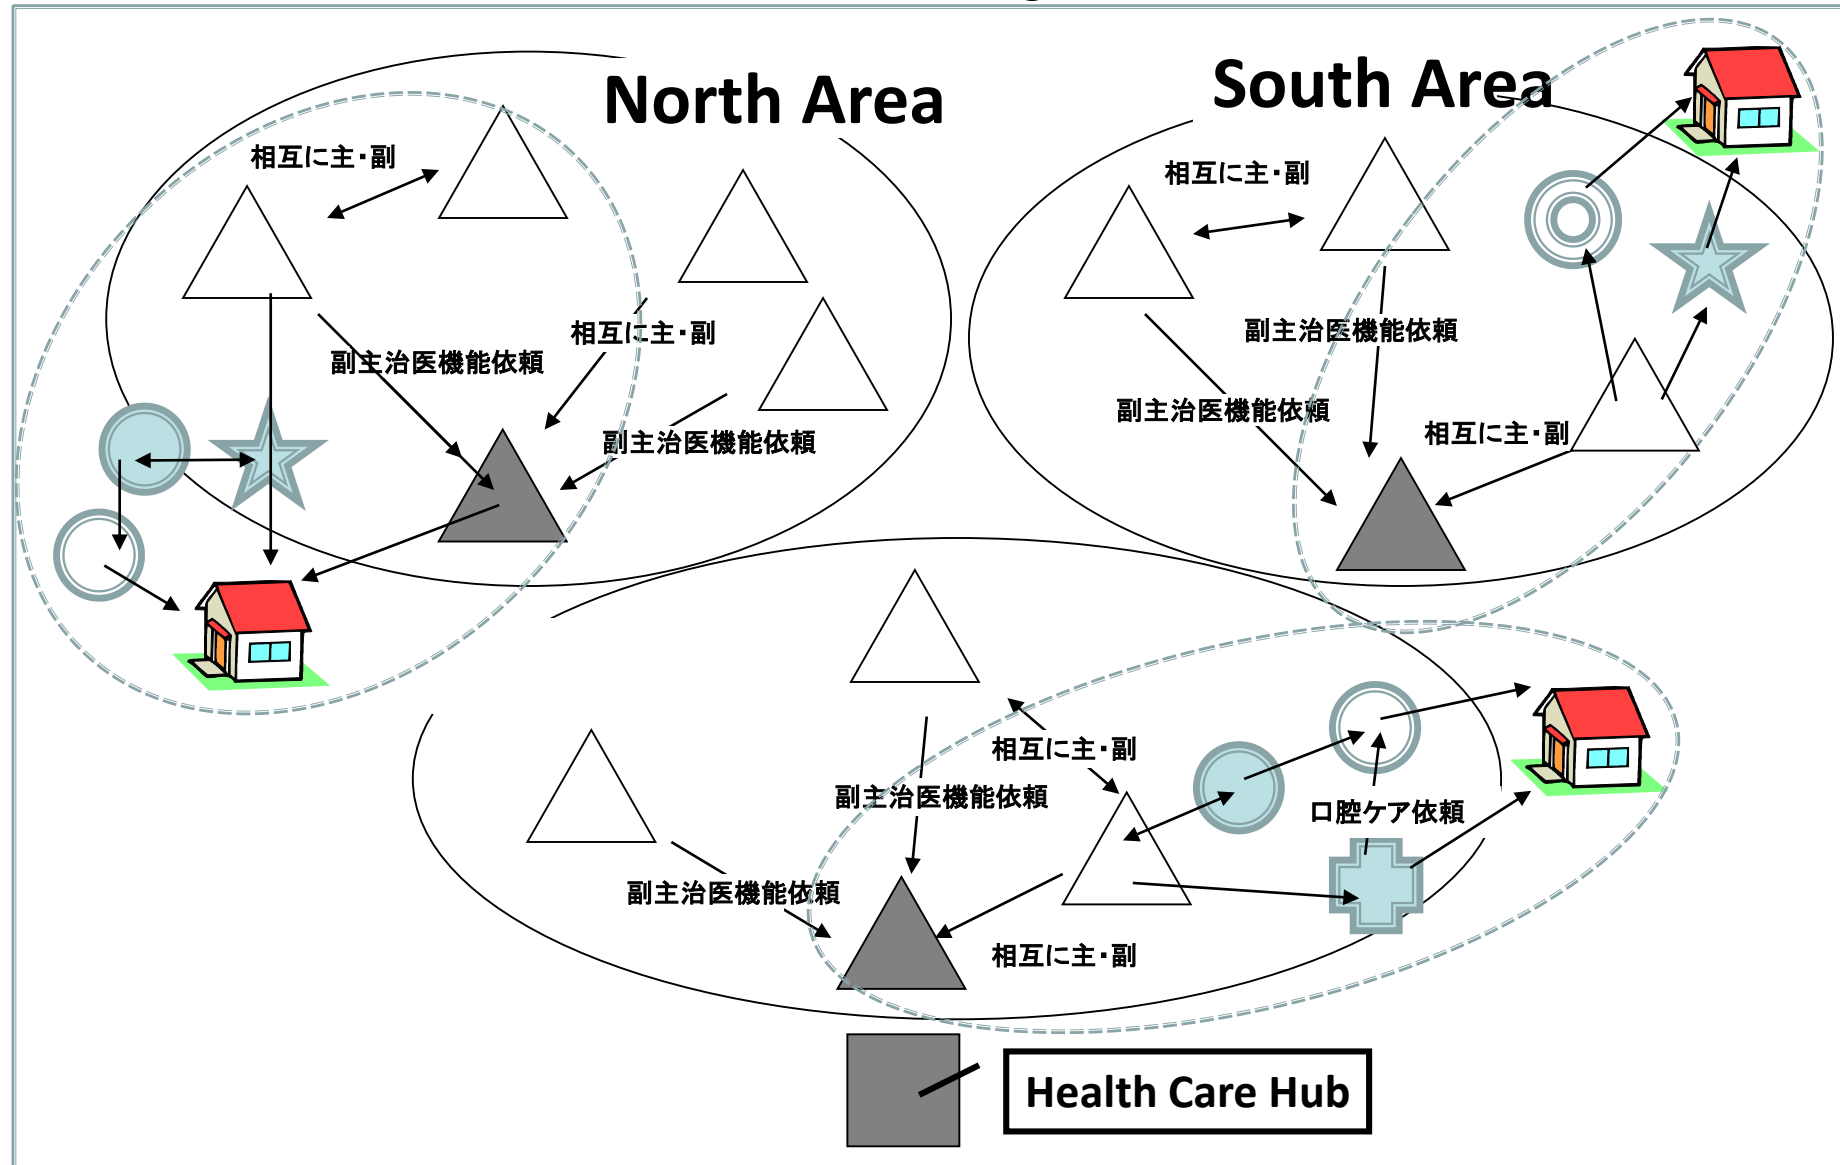 North Area
South Area
相互に主・副
相互に主・副
相互に主・副
副主治医機能依頼
副主治医機能依頼
副主治医機能依頼
副主治医機能依頼
相互に主・副
相互に主・副
副主治医機能依頼
口腔ケア依頼
副主治医機能依頼
相互に主・副
Health Care Hub